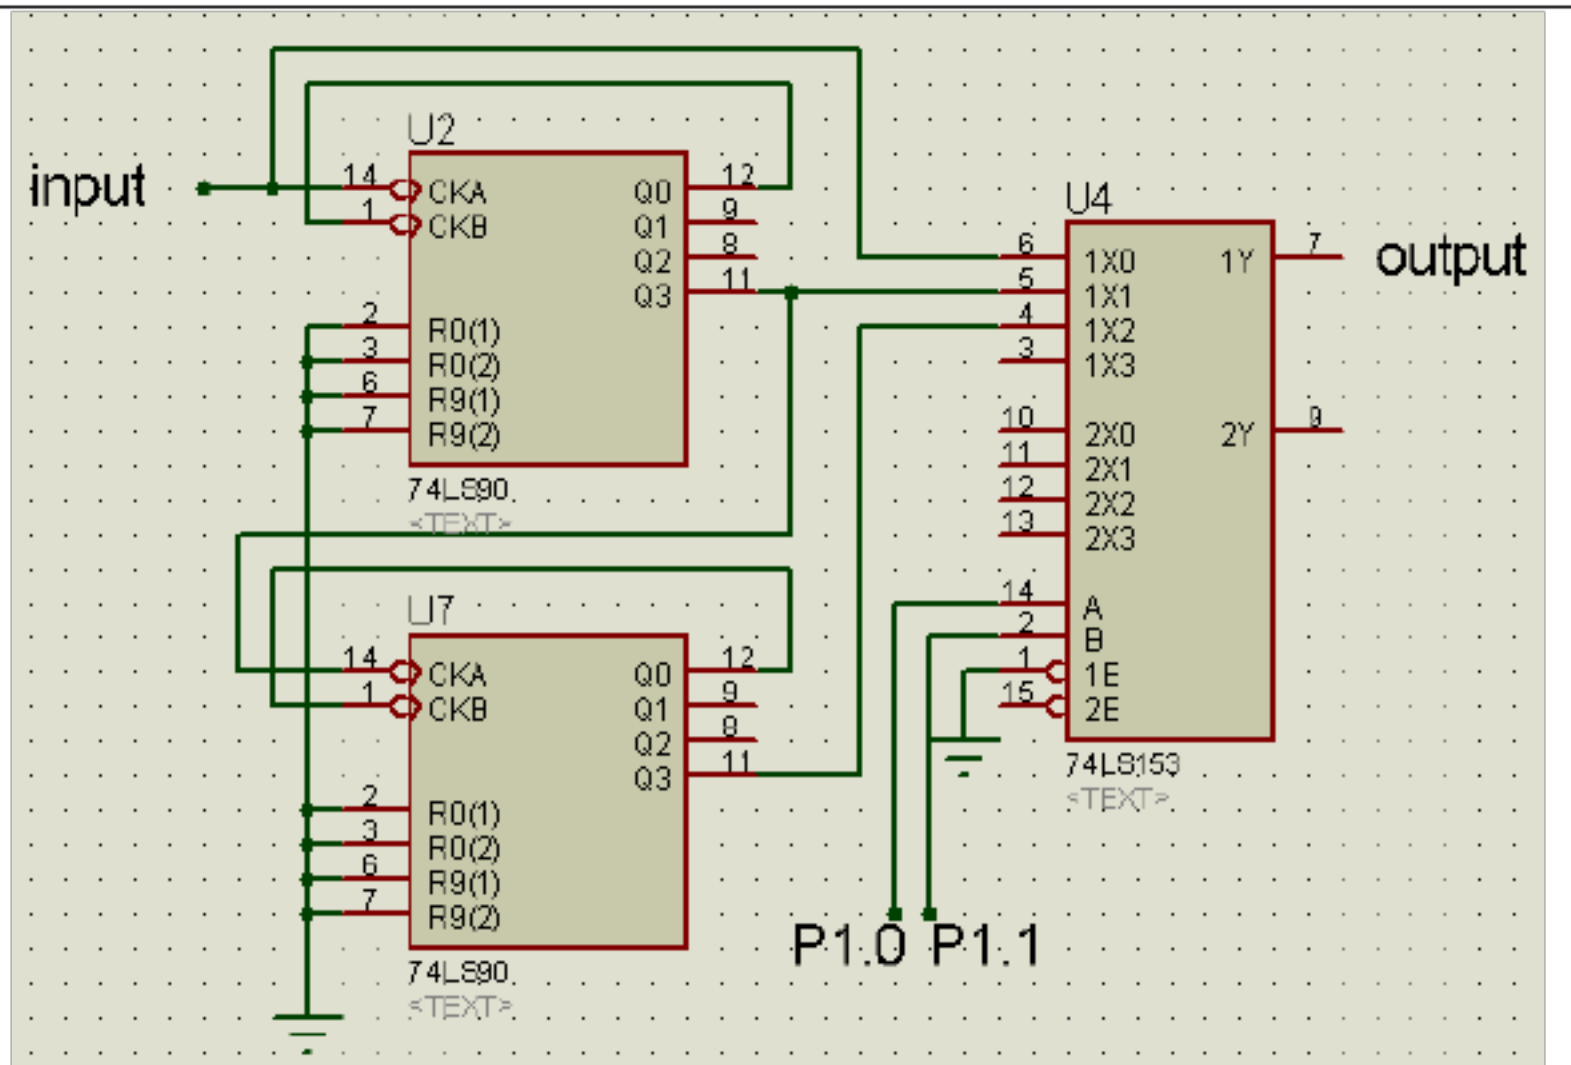 input
U2
14 CKA Q0 12
1 CKB Q1 9
Q2 8
Q3 11
2 R0(1)
3 R0(2)
6 R9(1)
7 R9(2)
74LS90
<TEXT>
U7
14 CKA Q0 12
1 CKB Q1 9
Q2 8
Q3 11
2 R0(1)
3 R0(2)
6 R9(1)
7 R9(2)
74LS90
<TEXT>
U4
6 1X0 1Y 7
5 1X1
4 1X2
3 1X3
10 2X0 2Y 9
11 2X1
12 2X2
13 2X3
14 A
2 B
1 1E
15 2E
74LS153
<TEXT>
output
P1.0 P1.1